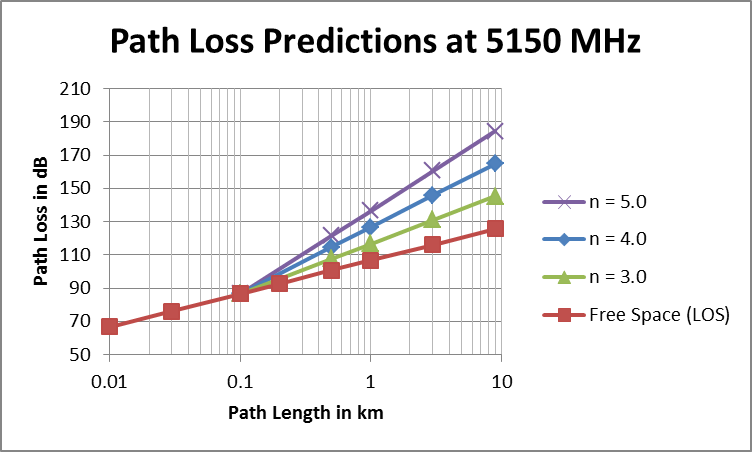 Path Loss Predictions at 5150 MHz
210
190
170
150
130
110
90
70
50
Path Loss in dB
0.01 0.1 1 10
Path Length in km
n = 5.0
n = 4.0
n = 3.0
Free Space (LOS)